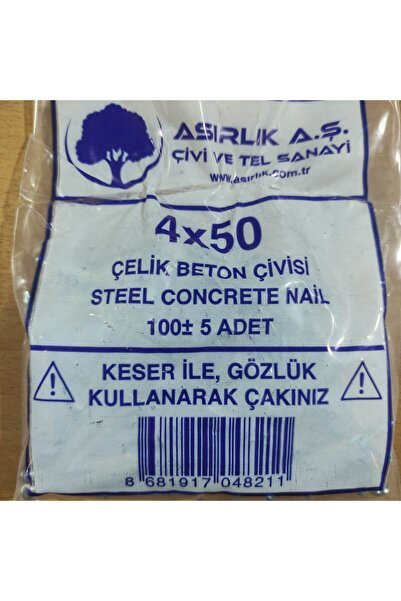 ASIRLIK A.Ş.
ÇİVİ VE TEL SANAYİ
www.asırlık.com.tr
4x50
ÇELİK BETON ÇİVİSİ
STEEL CONCRETE NAIL
100± 5 ADET
KESER İLE, GÖZLÜK
KULLANARAK ÇAKINIZ
8 681917 048211